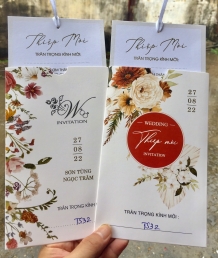 Thiệp Mời
TRÂN TRỌNG KÍNH MỜI
Thiệp Mời
TRÂN TRỌNG KÍNH MỜI
INVITATION
27
08
22
SƠN TÙNG
NGỌC TRÂM
TRÂN TRỌNG KÍNH MỜI
TS32
27
08
22
WEDDING
Thiệp mời
INVITATION
TRÂN TRỌNG KÍNH MỜI :
TS32